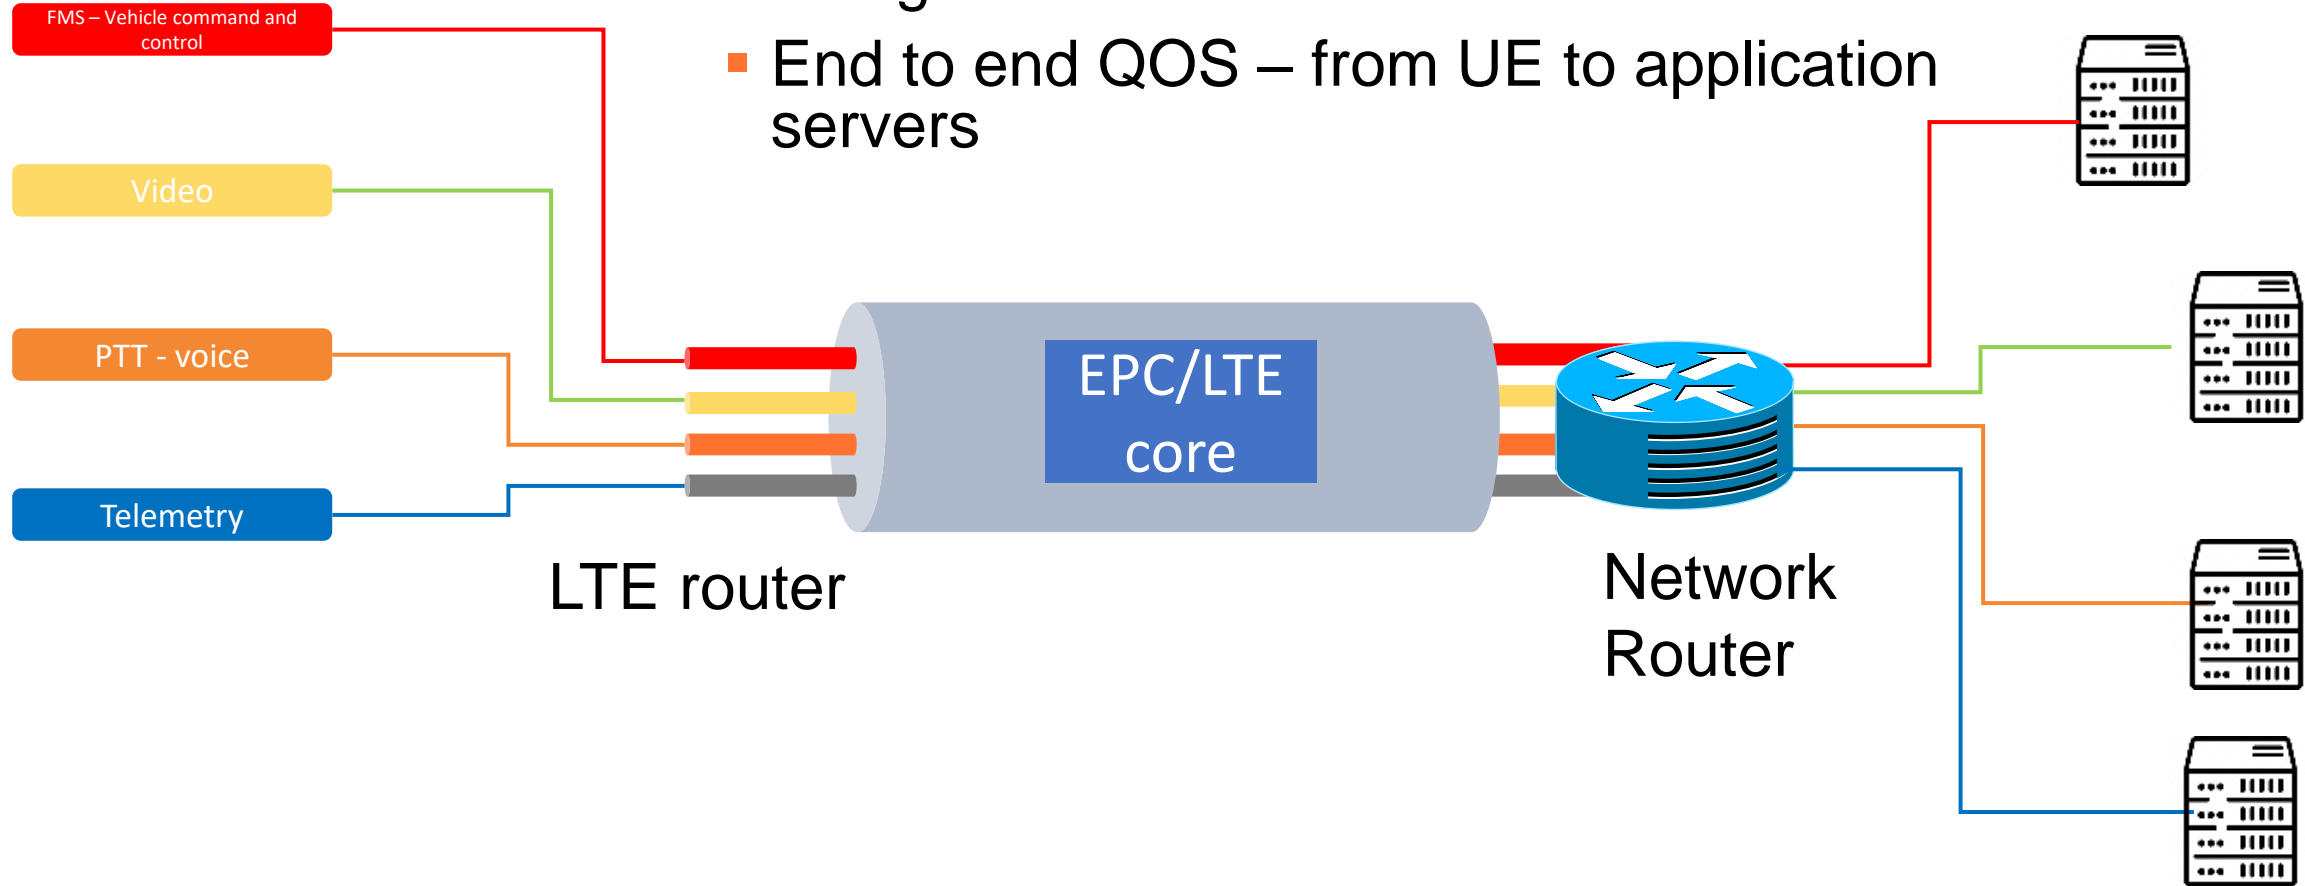 FMS – Vehicle command and
control
End to end QOS – from UE to application
servers
Video
PTT - voice
Telemetry
EPC/LTE
core
LTE router
Network
Router